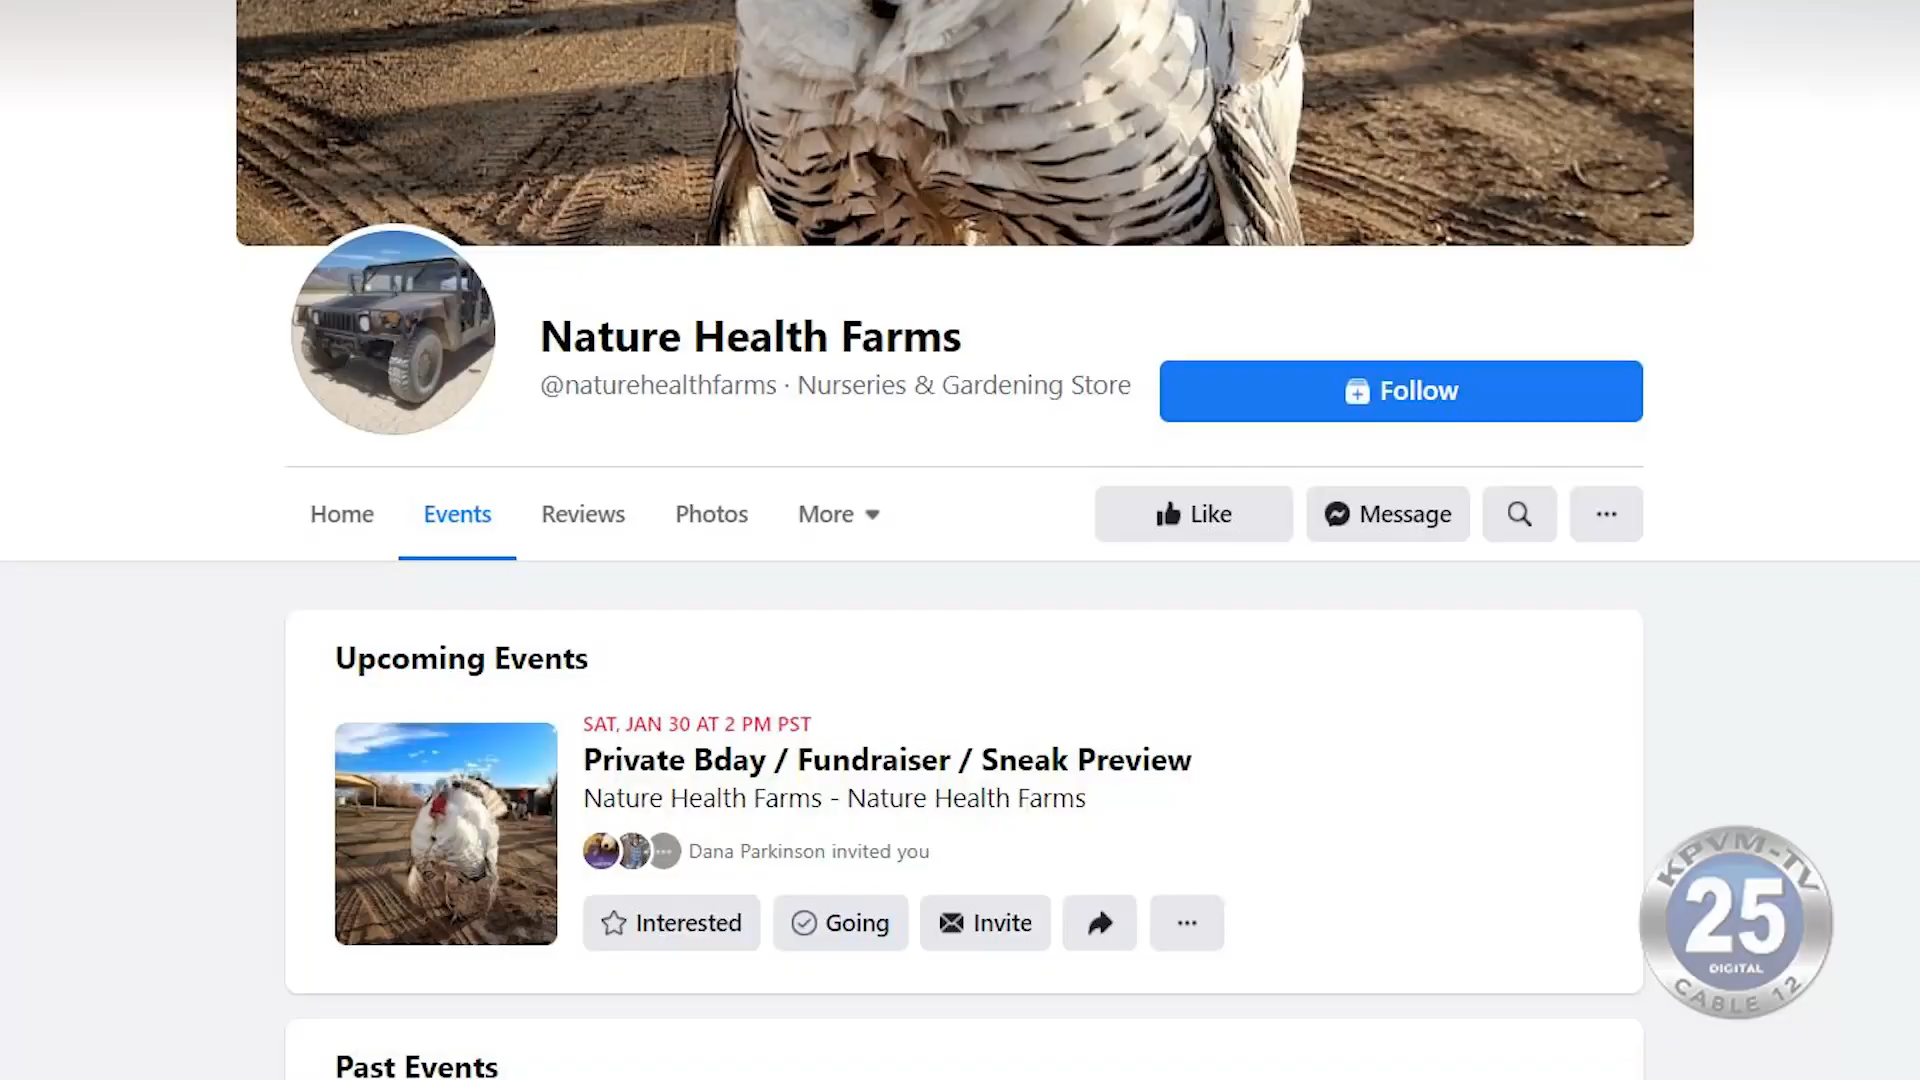 Nature Health Farms
@naturehealthfarms · Nurseries & Gardening Store
Follow
Home Events Reviews Photos More
Like Message
Upcoming Events
SAT, JAN 30 AT 2 PM PST
Private Bday / Fundraiser / Sneak Preview
Nature Health Farms - Nature Health Farms
Dana Parkinson invited you
Interested Going Invite
KPVM-TV
25
DIGITAL
CABLE 12
Past Events